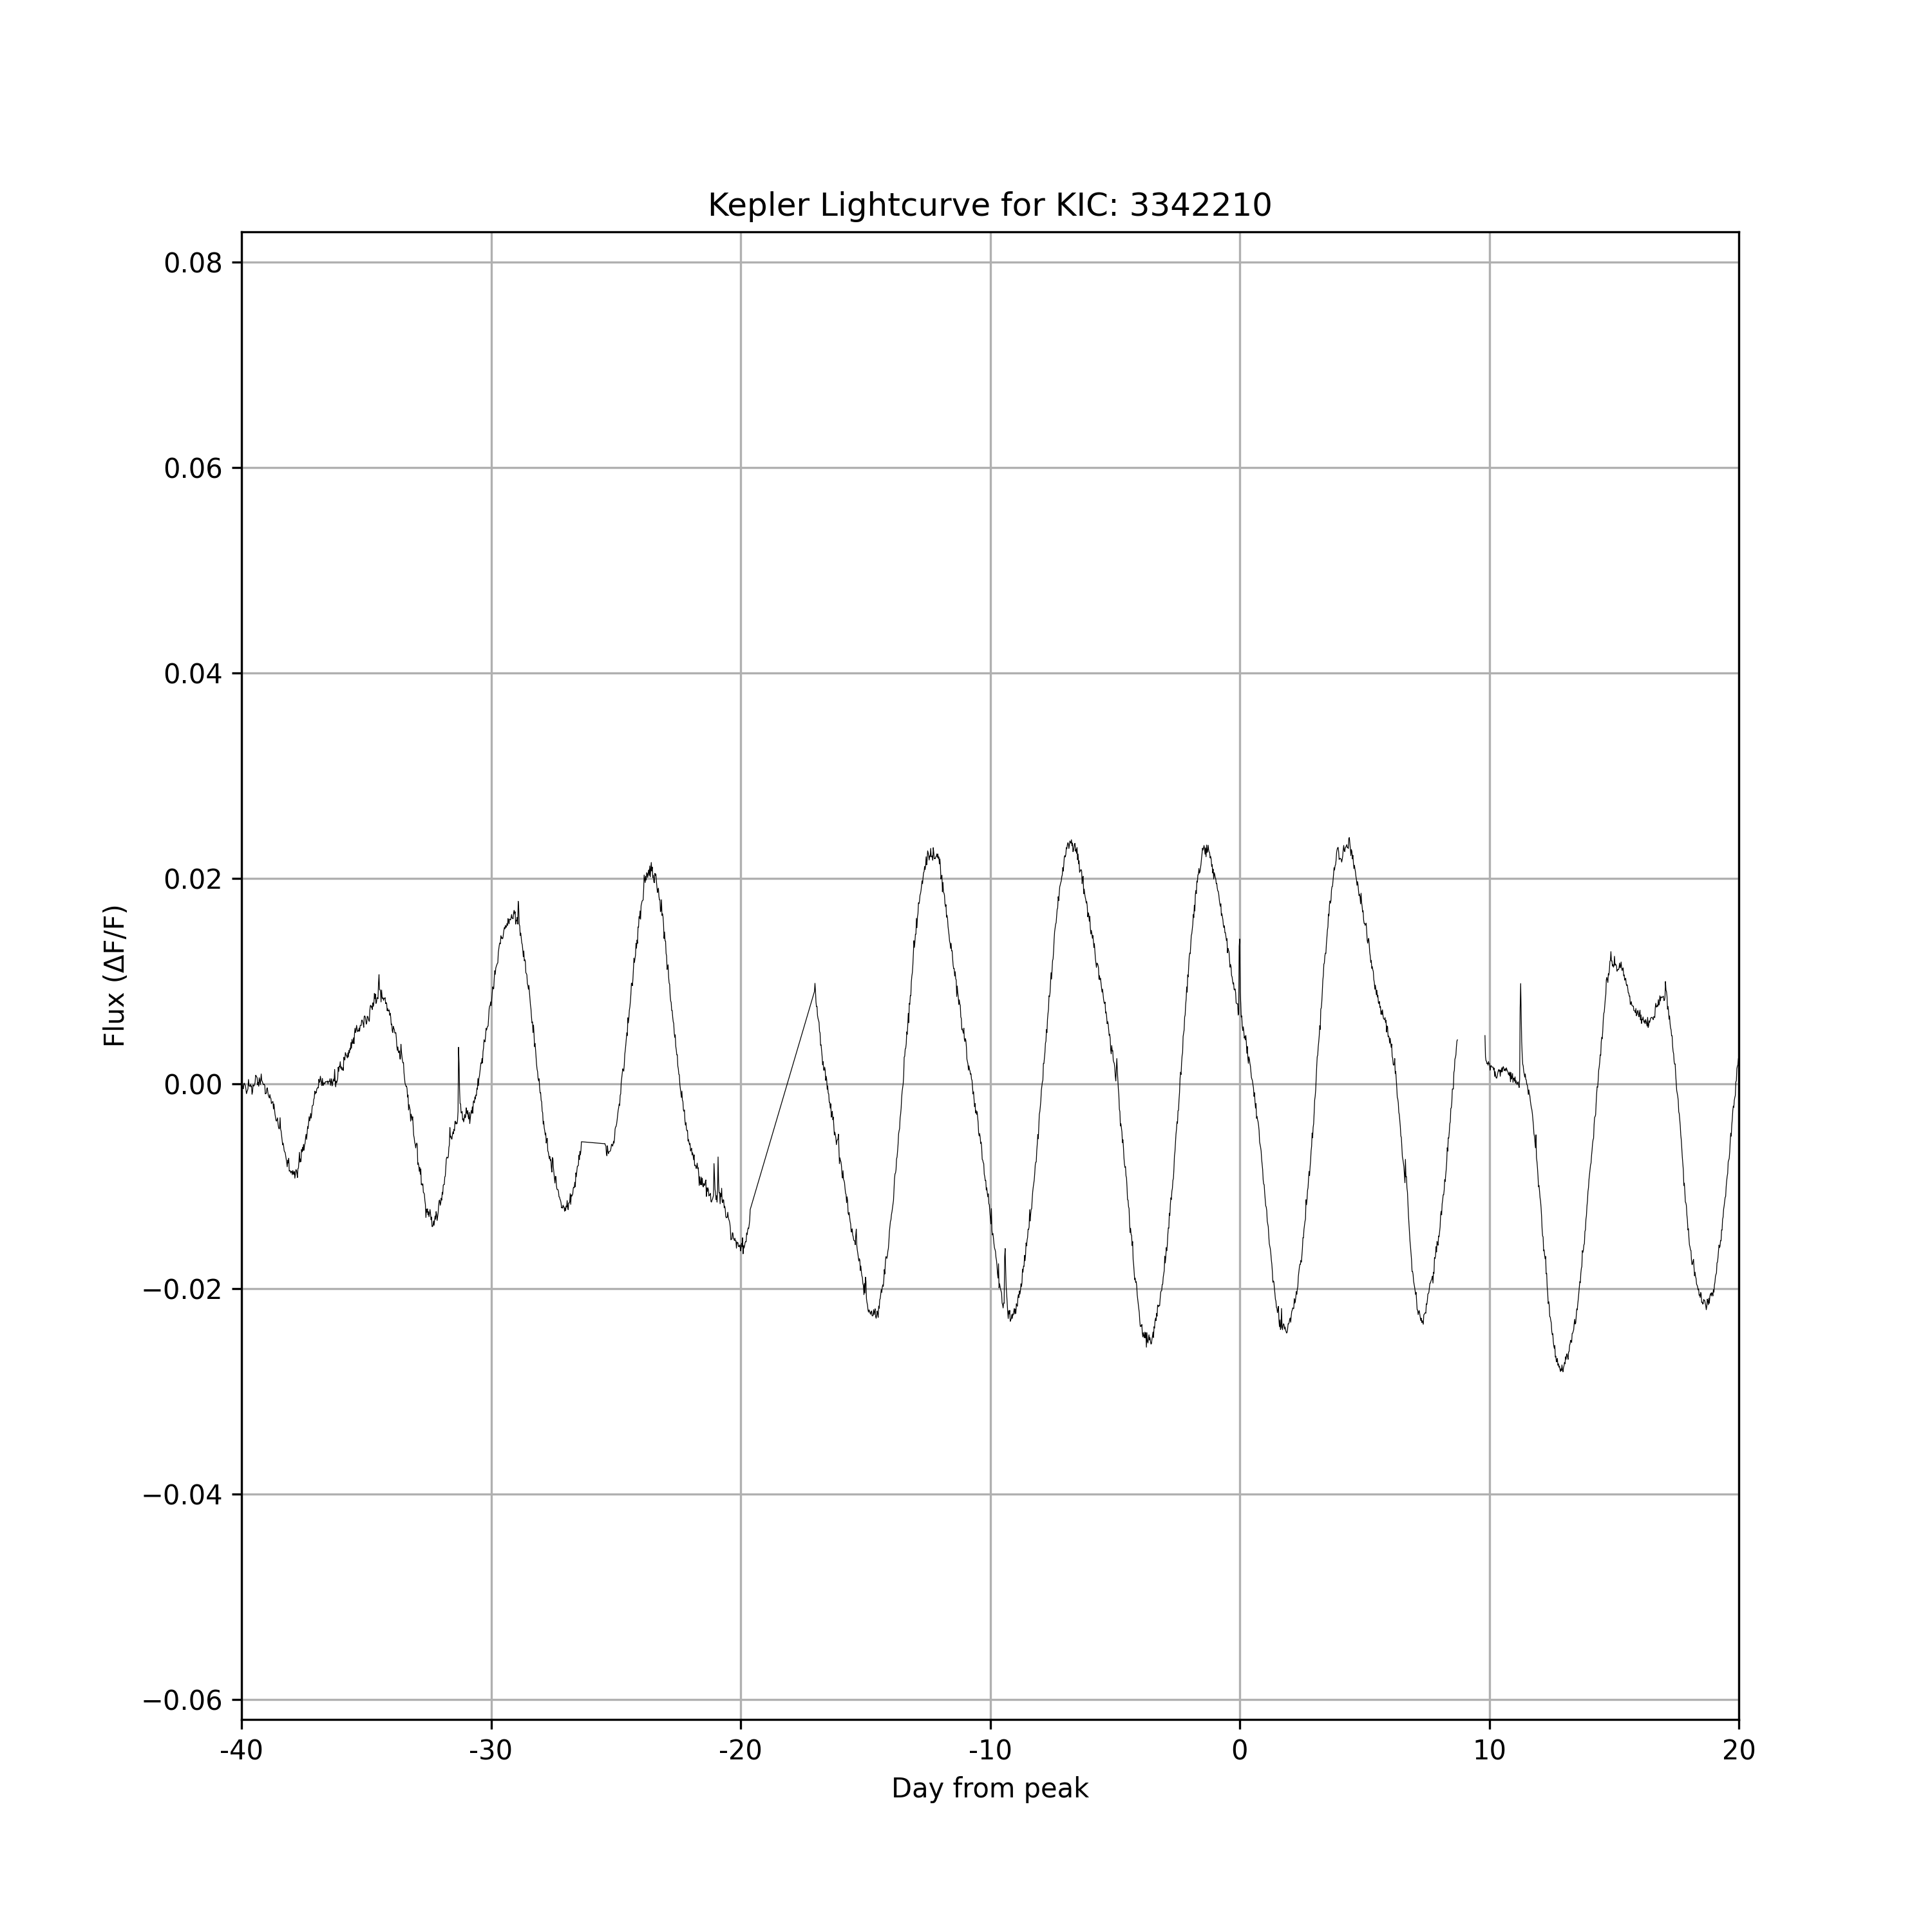 Kepler Lightcurve for KIC: 3342210
0.08
0.06
0.04
0.02
0.00
−0.02
−0.04
−0.06
Flux (ΔF/F)
-40 -30 -20 -10 0 10 20
Day from peak